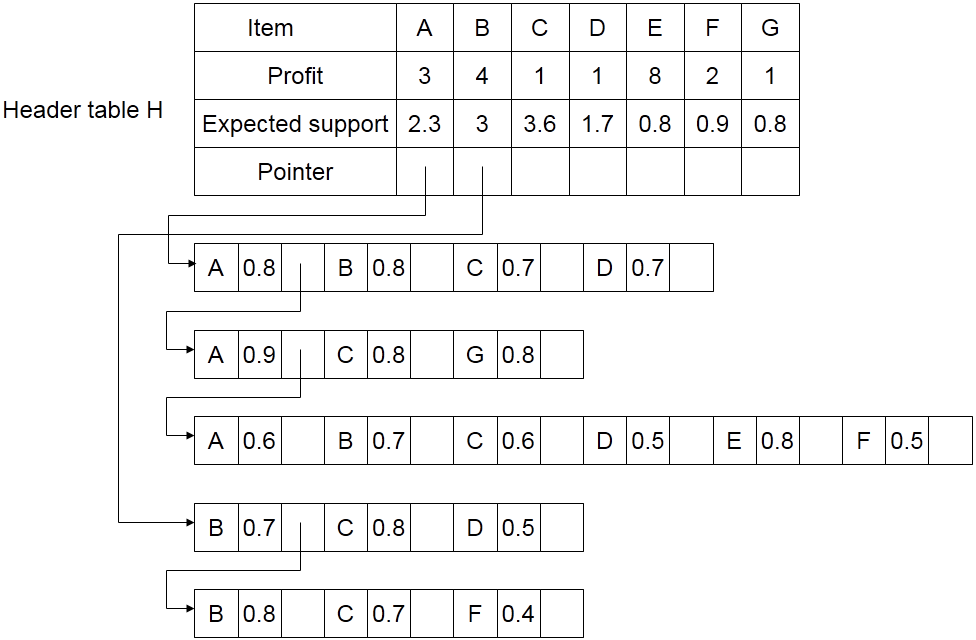 Item A B C D E F G
Profit 3 4 1 1 8 2 1
Header table H
Expected support 2.3 3 3.6 1.7 0.8 0.9 0.8
Pointer
A 0.8 B 0.8 C 0.7 D 0.7
A 0.9 C 0.8 G 0.8
A 0.6 B 0.7 C 0.6 D 0.5 E 0.8 F 0.5
B 0.7 C 0.8 D 0.5
B 0.8 C 0.7 F 0.4